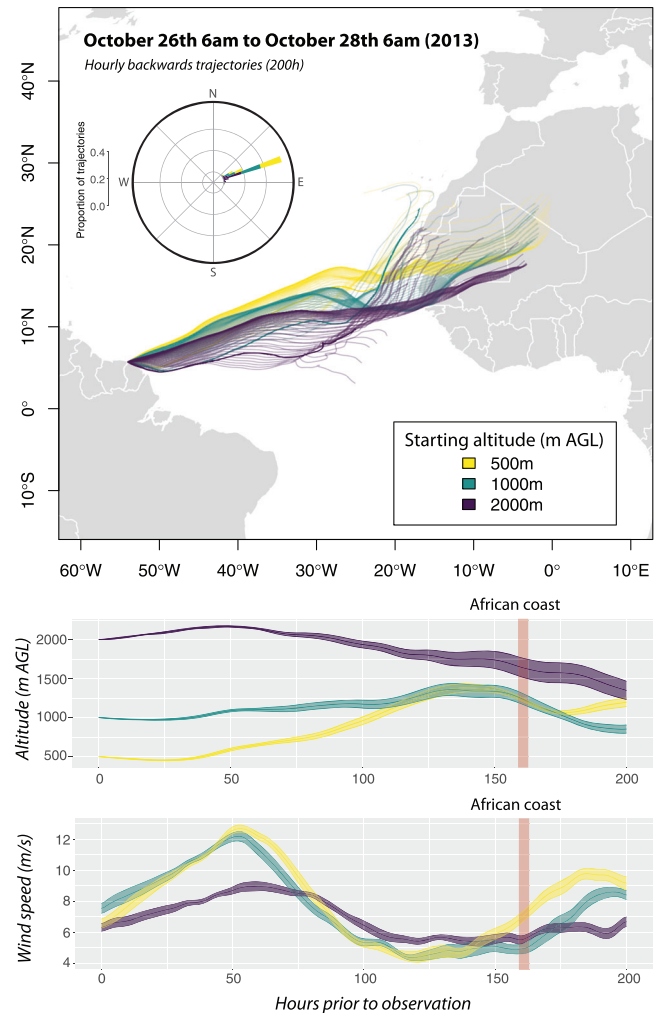 October 26th 6am to October 28th 6am (2013)
Hourly backwards trajectories (200h)
N
W
E
S
Proportion of trajectories
0.4
0.2
0.0
40°N
30°N
20°N
10°N
0°
10°S
Starting altitude (m AGL)
500m
1000m
2000m
60°W 50°W 40°W 30°W 20°W 10°W 0° 10°E
African coast
Altitude (m AGL)
2000
1500
1000
500
0 50 100 150 200
African coast
Wind speed (m/s)
12
10
8
6
4
0 50 100 150 200
Hours prior to observation